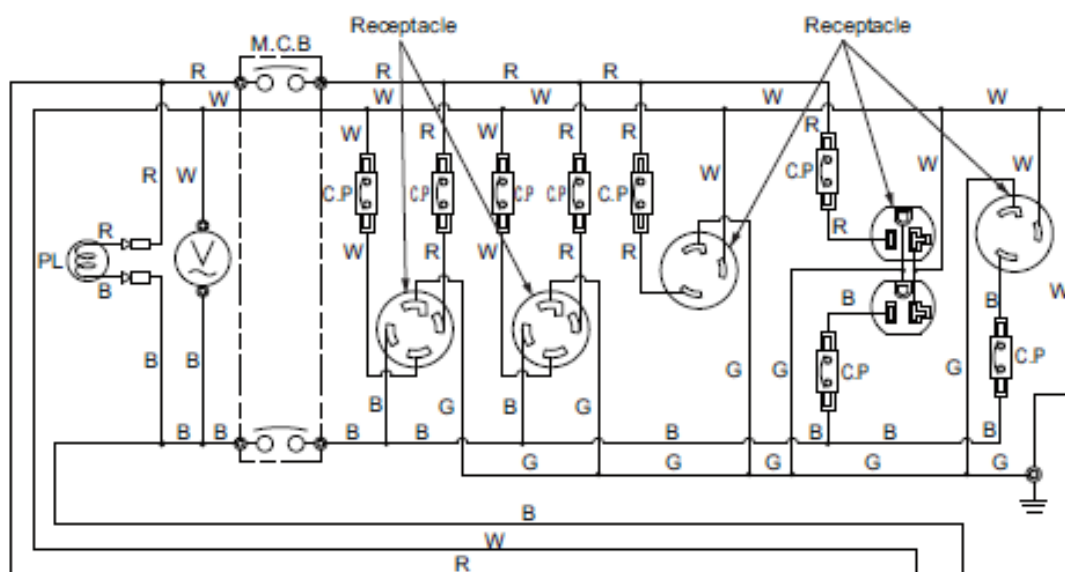 Receptacle Receptacle
M.C.B
R R R R
W W W W W
W R W R R R
R W W W W
C.P C.P C.P C.P C.P C.P
R
PL V
B
W R W R R R
B B B B
C.P C.P
W
G G G
B G B G
B B B B B B B B
B
G G G G G
B
W
R